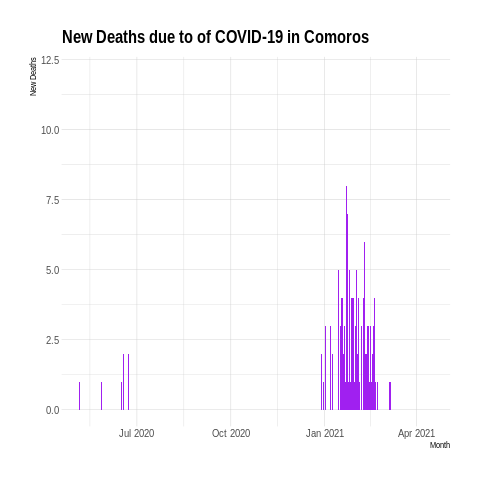 New Deaths due to of COVID-19 in Comoros
New Deaths
12.5
10.0
7.5
5.0
2.5
0.0
Jul 2020 Oct 2020 Jan 2021 Apr 2021
Month